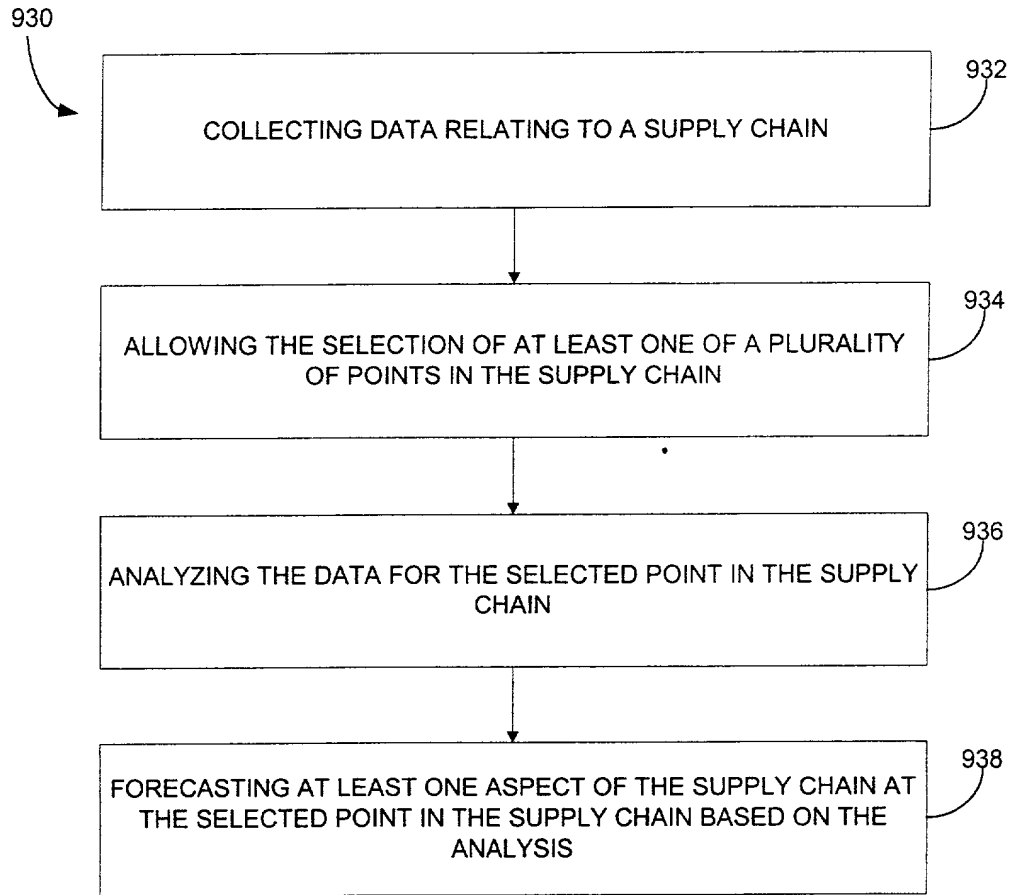 930
932
COLLECTING DATA RELATING TO A SUPPLY CHAIN
934
ALLOWING THE SELECTION OF AT LEAST ONE OF A PLURALITY
OF POINTS IN THE SUPPLY CHAIN
936
ANALYZING THE DATA FOR THE SELECTED POINT IN THE SUPPLY
CHAIN
938
FORECASTING AT LEAST ONE ASPECT OF THE SUPPLY CHAIN AT
THE SELECTED POINT IN THE SUPPLY CHAIN BASED ON THE
ANALYSIS